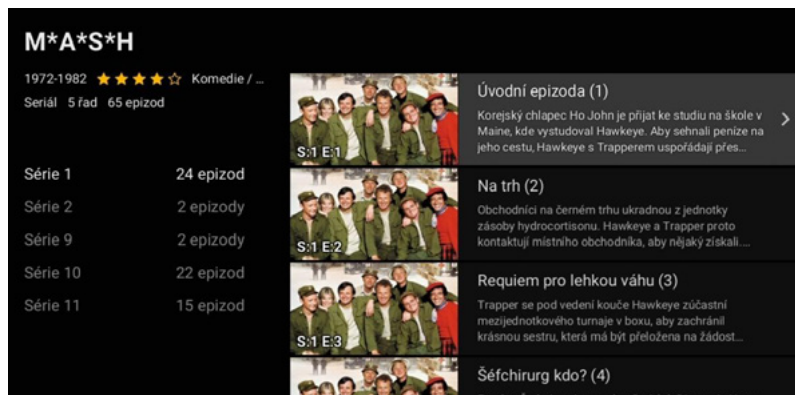 M*A*S*H
1972-1982 ★★★★☆ Komedie / ...
Seriál 5 řad 65 epizod
Série 1 24 epizod
Série 2 2 epizody
Série 9 2 epizody
Série 10 22 epizod
Série 11 15 epizod
S:1 E:1
Úvodní epizoda (1)
Korejský chlapec Ho John je přijat ke studiu na škole v
Maine, kde vystudoval Hawkeye. Aby sehnali peníze na
jeho cestu, Hawkeye s Trapperem uspořádají přes...
S:1 E:2
Na trh (2)
Obchodníci na černém trhu ukradnou z jednotky
zásoby hydrocortisonu. Hawkeye a Trapper proto
kontaktují místního obchodníka, aby nějaký získali....
S:1 E:3
Requiem pro lehkou váhu (3)
Trapper se pod vedení kouče Hawkeye zúčastní
mezijednotkového turnaje v boxu, aby zachránil
krásnou sestru, která má být přeložena na žádost...
Šéfchirurg kdo? (4)